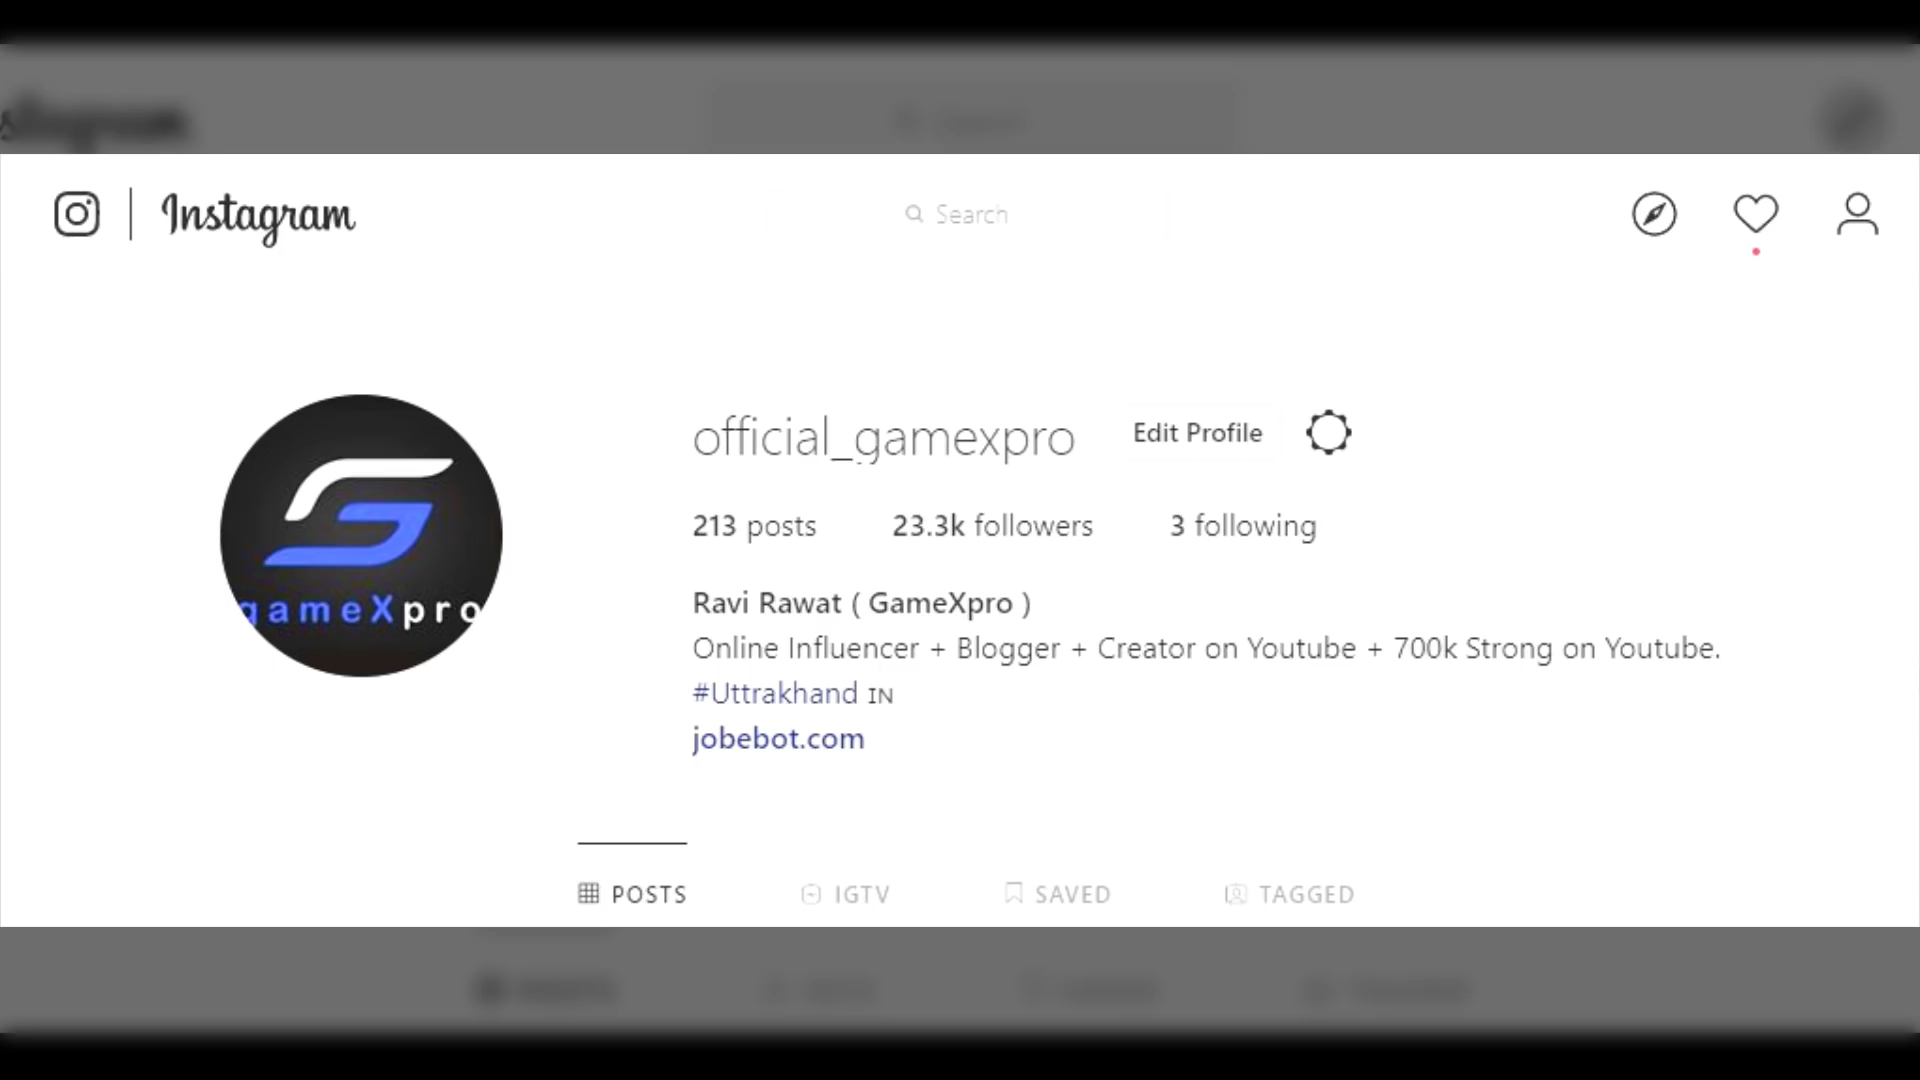 Instagram
Search
official_gamexpro Edit Profile
213 posts 23.3k followers 3 following
Ravi Rawat ( GameXpro )
Online Influencer + Blogger + Creator on Youtube + 700k Strong on Youtube.
#Uttrakhand IN
jobebot.com
gameXpro
POSTS IGTV SAVED TAGGED